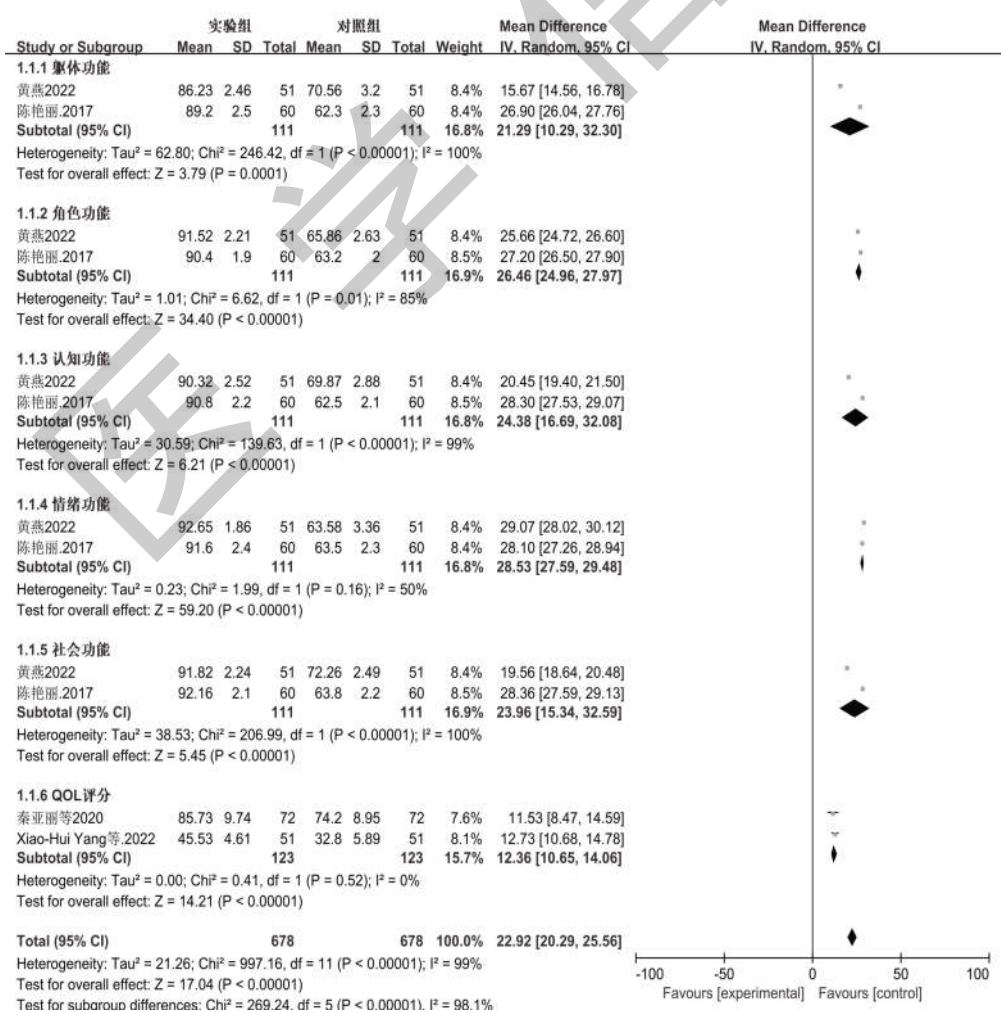 实验组 对照组 Mean Difference Mean Difference
Study or Subgroup Mean SD Total Mean SD Total Weight IV, Random, 95% CI IV, Random, 95% CI
1.1.1 躯体功能
黄燕2022 86.23 2.46 51 70.56 3.2 51 8.4% 15.67 [14.56, 16.78]
陈艳丽.2017 89.2 2.5 60 62.3 2.3 60 8.4% 26.90 [26.04, 27.76]
Subtotal (95% CI) 111 111 16.8% 21.29 [10.29, 32.30]
Heterogeneity: Tau² = 62.80; Chi² = 246.42, df = 1 (P < 0.00001); I² = 100%
Test for overall effect: Z = 3.79 (P = 0.0001)
1.1.2 角色功能
黄燕2022 91.52 2.21 51 65.86 2.63 51 8.4% 25.66 [24.72, 26.60]
陈艳丽.2017 90.4 1.9 60 63.2 2 60 8.5% 27.20 [26.50, 27.90]
Subtotal (95% CI) 111 111 16.9% 26.46 [24.96, 27.97]
Heterogeneity: Tau² = 1.01; Chi² = 6.62, df = 1 (P = 0.01); I² = 85%
Test for overall effect: Z = 34.40 (P < 0.00001)
1.1.3 认知功能
黄燕2022 90.32 2.52 51 69.87 2.88 51 8.4% 20.45 [19.40, 21.50]
陈艳丽.2017 90.8 2.2 60 62.5 2.1 60 8.5% 28.30 [27.53, 29.07]
Subtotal (95% CI) 111 111 16.8% 24.38 [16.69, 32.08]
Heterogeneity: Tau² = 30.59; Chi² = 139.63, df = 1 (P < 0.00001); I² = 99%
Test for overall effect: Z = 6.21 (P < 0.00001)
1.1.4 情绪功能
黄燕2022 92.65 1.86 51 63.58 3.36 51 8.4% 29.07 [28.02, 30.12]
陈艳丽.2017 91.6 2.4 60 63.5 2.3 60 8.4% 28.10 [27.26, 28.94]
Subtotal (95% CI) 111 111 16.8% 28.53 [27.59, 29.48]
Heterogeneity: Tau² = 0.23; Chi² = 1.99, df = 1 (P = 0.16); I² = 50%
Test for overall effect: Z = 59.20 (P < 0.00001)
1.1.5 社会功能
黄燕2022 91.82 2.24 51 72.26 2.49 51 8.4% 19.56 [18.64, 20.48]
陈艳丽.2017 92.16 2.1 60 63.8 2.2 60 8.5% 28.36 [27.59, 29.13]
Subtotal (95% CI) 111 111 16.9% 23.96 [15.34, 32.59]
Heterogeneity: Tau² = 38.53; Chi² = 206.99, df = 1 (P < 0.00001); I² = 100%
Test for overall effect: Z = 5.45 (P < 0.00001)
1.1.6 QOL评分
秦亚丽等2020 85.73 9.74 72 74.2 8.95 72 7.6% 11.53 [8.47, 14.59]
Xiao-Hui Yang等.2022 45.53 4.61 51 32.8 5.89 51 8.1% 12.73 [10.68, 14.78]
Subtotal (95% CI) 123 123 15.7% 12.36 [10.65, 14.06]
Heterogeneity: Tau² = 0.00; Chi² = 0.41, df = 1 (P = 0.52); I² = 0%
Test for overall effect: Z = 14.21 (P < 0.00001)
Total (95% CI) 678 678 100.0% 22.92 [20.29, 25.56]
Heterogeneity: Tau² = 21.26; Chi² = 997.16, df = 11 (P < 0.00001); I² = 99%
Test for overall effect: Z = 17.04 (P < 0.00001)
Test for subgroup differences: Chi² = 269.24, df = 5 (P < 0.00001), I² = 98.1%
-100 -50 0 50 100
Favours [experimental] Favours [control]
医学